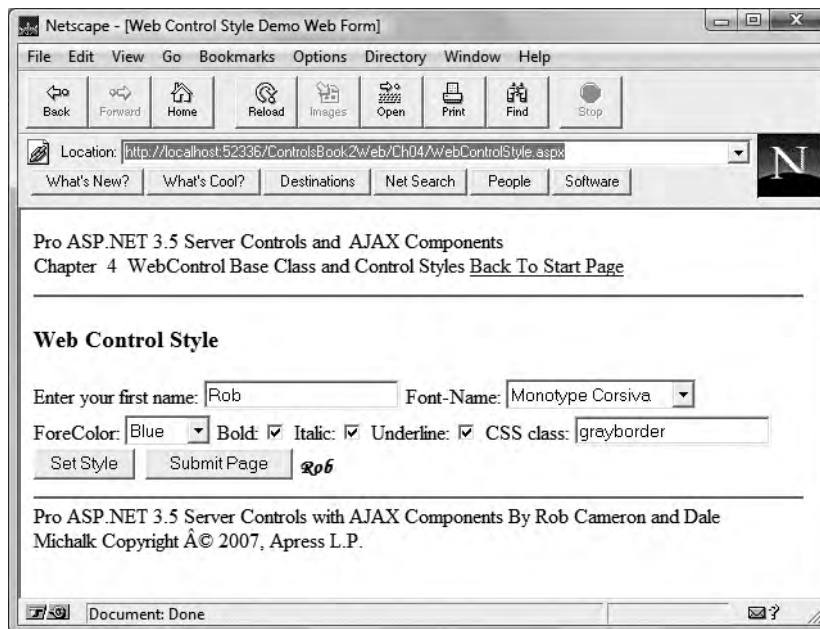 Netscape - [Web Control Style Demo Web Form]
File Edit View Go Bookmarks Options Directory Window Help
Back Forward Home Reload Images Open Print Find Stop
Location: http://localhost:52336/ControlsBook2Web/Ch04/WebControlStyle.aspx
N
What's New? What's Cool? Destinations Net Search People Software
Pro ASP.NET 3.5 Server Controls and AJAX Components
Chapter 4 WebControl Base Class and Control Styles Back To Start Page
Web Control Style
Enter your first name: Rob Font-Name: Monotype Corsiva
ForeColor: Blue Bold: Italic: Underline: CSS class: grayborder
Set Style Submit Page Rob
Pro ASP.NET 3.5 Server Controls with AJAX Components By Rob Cameron and Dale
Michalk Copyright Â© 2007, Apress L.P.
Document: Done
?